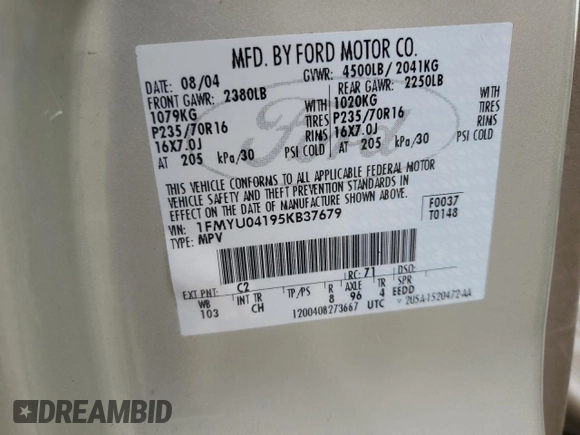 MFD. BY FORD MOTOR CO.
DATE 08/04 GVWR: 4500LB/ 2041KG
FRONT GAWR: 2380LB REAR GAWR: 2250LB
1079KG 1020KG
P235/70R16 TIRES P235/70R16 TIRES
16X7.0J RIMS 16X7.0J RIMS
AT 205 kPa/30 PSI COLD AT 205 kPa/30 PSI COLD
THIS VEHICLE CONFORMS TO ALL APPLICABLE FEDERAL MOTOR
VEHICLE SAFETY AND THEFT PREVENTION STANDARDS IN
EFFECT ON THE DATE OF MANUFACTURE SHOWN ABOVE.
VIN: 1FMYU04195KB37679 F0037
TYPE: MPV T0148
EXT PNT: C2 RC: 71 DSO:
WB INT TR TP/PS R AXLE TR SPR
103 CH 8 96 4 EEDD
1200408273667 UTC V 2U5A-1520472-AA
Ford
DREAMBID